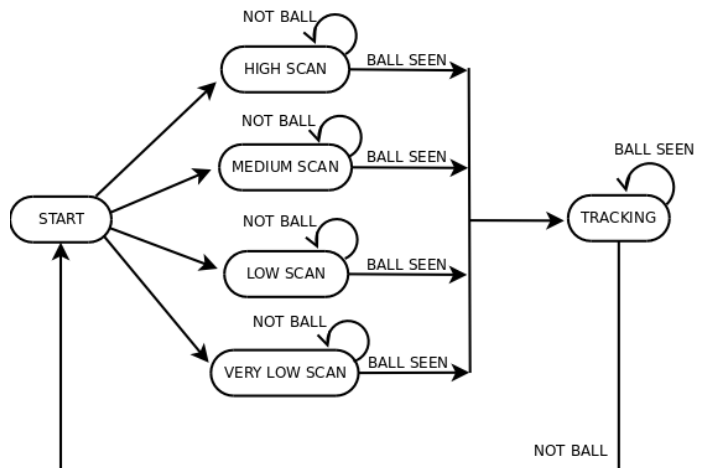 NOT BALL
HIGH SCAN
BALL SEEN
NOT BALL
MEDIUM SCAN
BALL SEEN
BALL SEEN
START
TRACKING
NOT BALL
LOW SCAN
BALL SEEN
NOT BALL
VERY LOW SCAN
BALL SEEN
NOT BALL